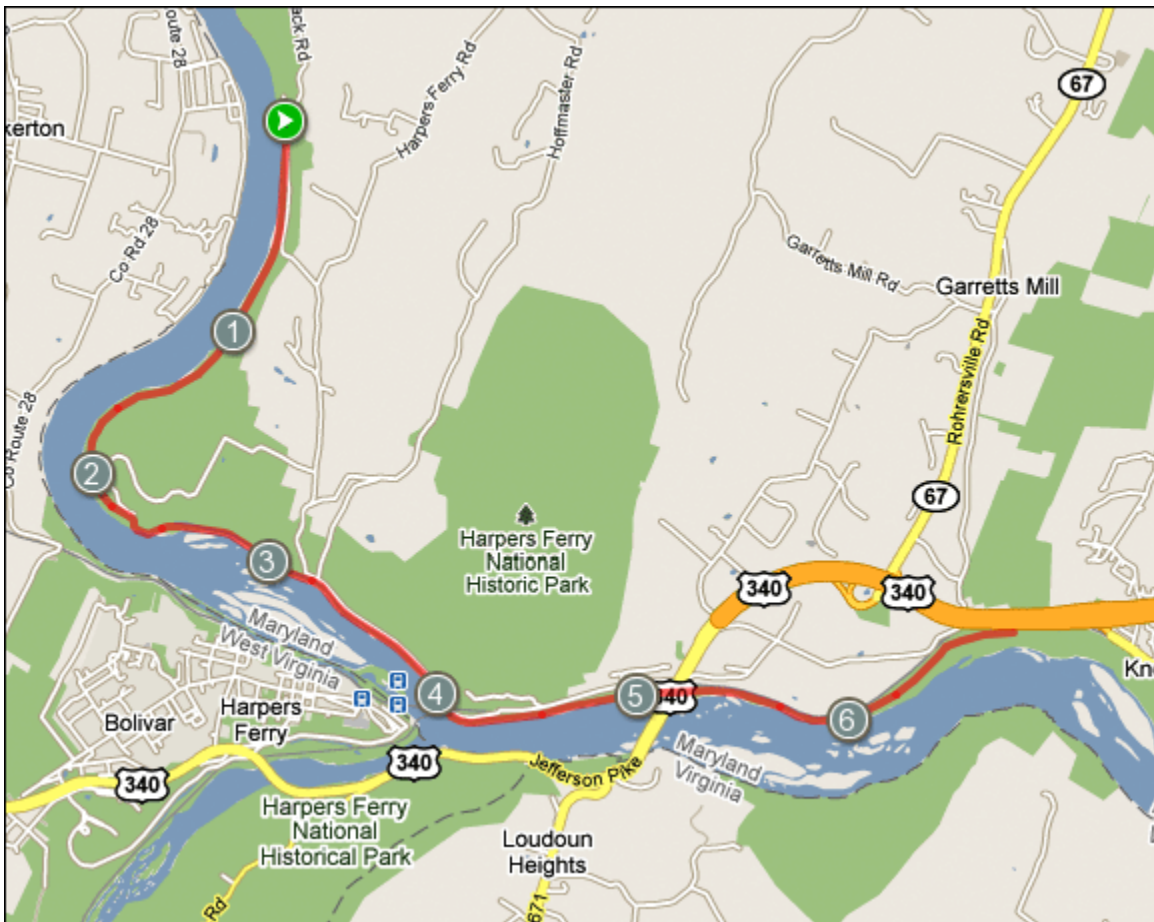 Route 28
ack Rd
Harpers Ferry Rd
Hoffmaster Rd
67
kerton
Co Rd 28
Garretts Mill Rd
Garretts Mill
1
Rohrersville Rd
Co Route 28
2
67
Harpers Ferry
National
Historic Park
3
340
340
Maryland
West Virginia
4
5
340
6
Kno
Bolivar
Harpers
Ferry
340
340
Jefferson Pike
Maryland
Virginia
Harpers Ferry
National
Historical Park
Loudoun
Heights
671
Rd